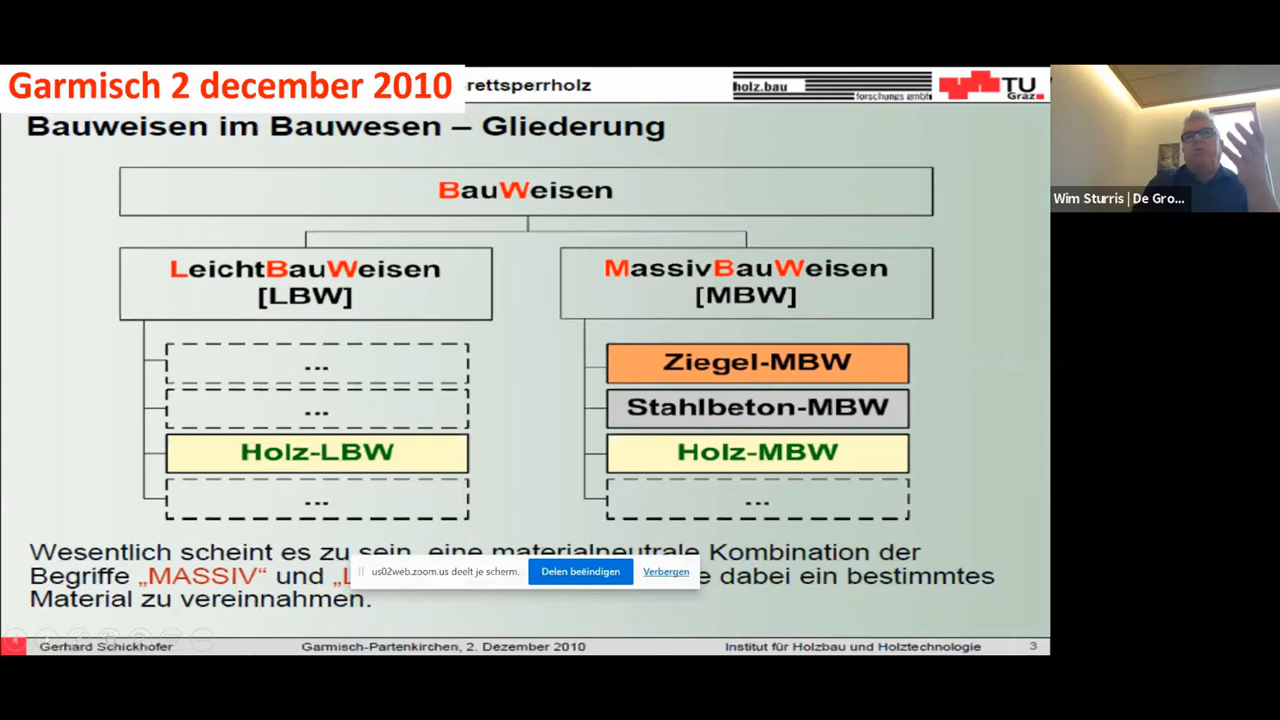 Garmisch 2 december 2010
rettsperrholz
holz.bau
forschungs gmbh
TU
Graz
Bauweisen im Bauwesen – Gliederung
BauWeisen
LeichtBauWeisen
[LBW]
MassivBauWeisen
[MBW]
...
...
Holz-LBW
...
Ziegel-MBW
Stahlbeton-MBW
Holz-MBW
...
Wesentlich scheint es zu sein, eine materialneutrale Kombination der
Begriffe „MASSIV“ und „L e dabei ein bestimmtes
Material zu vereinnahmen.
us02web.zoom.us deelt je scherm.
Delen beëindigen
Verbergen
Gerhard Schickhofer
Garmisch-Partenkirchen, 2. Dezember 2010
Institut für Holzbau und Holztechnologie
3
Wim Sturris | De Gro...